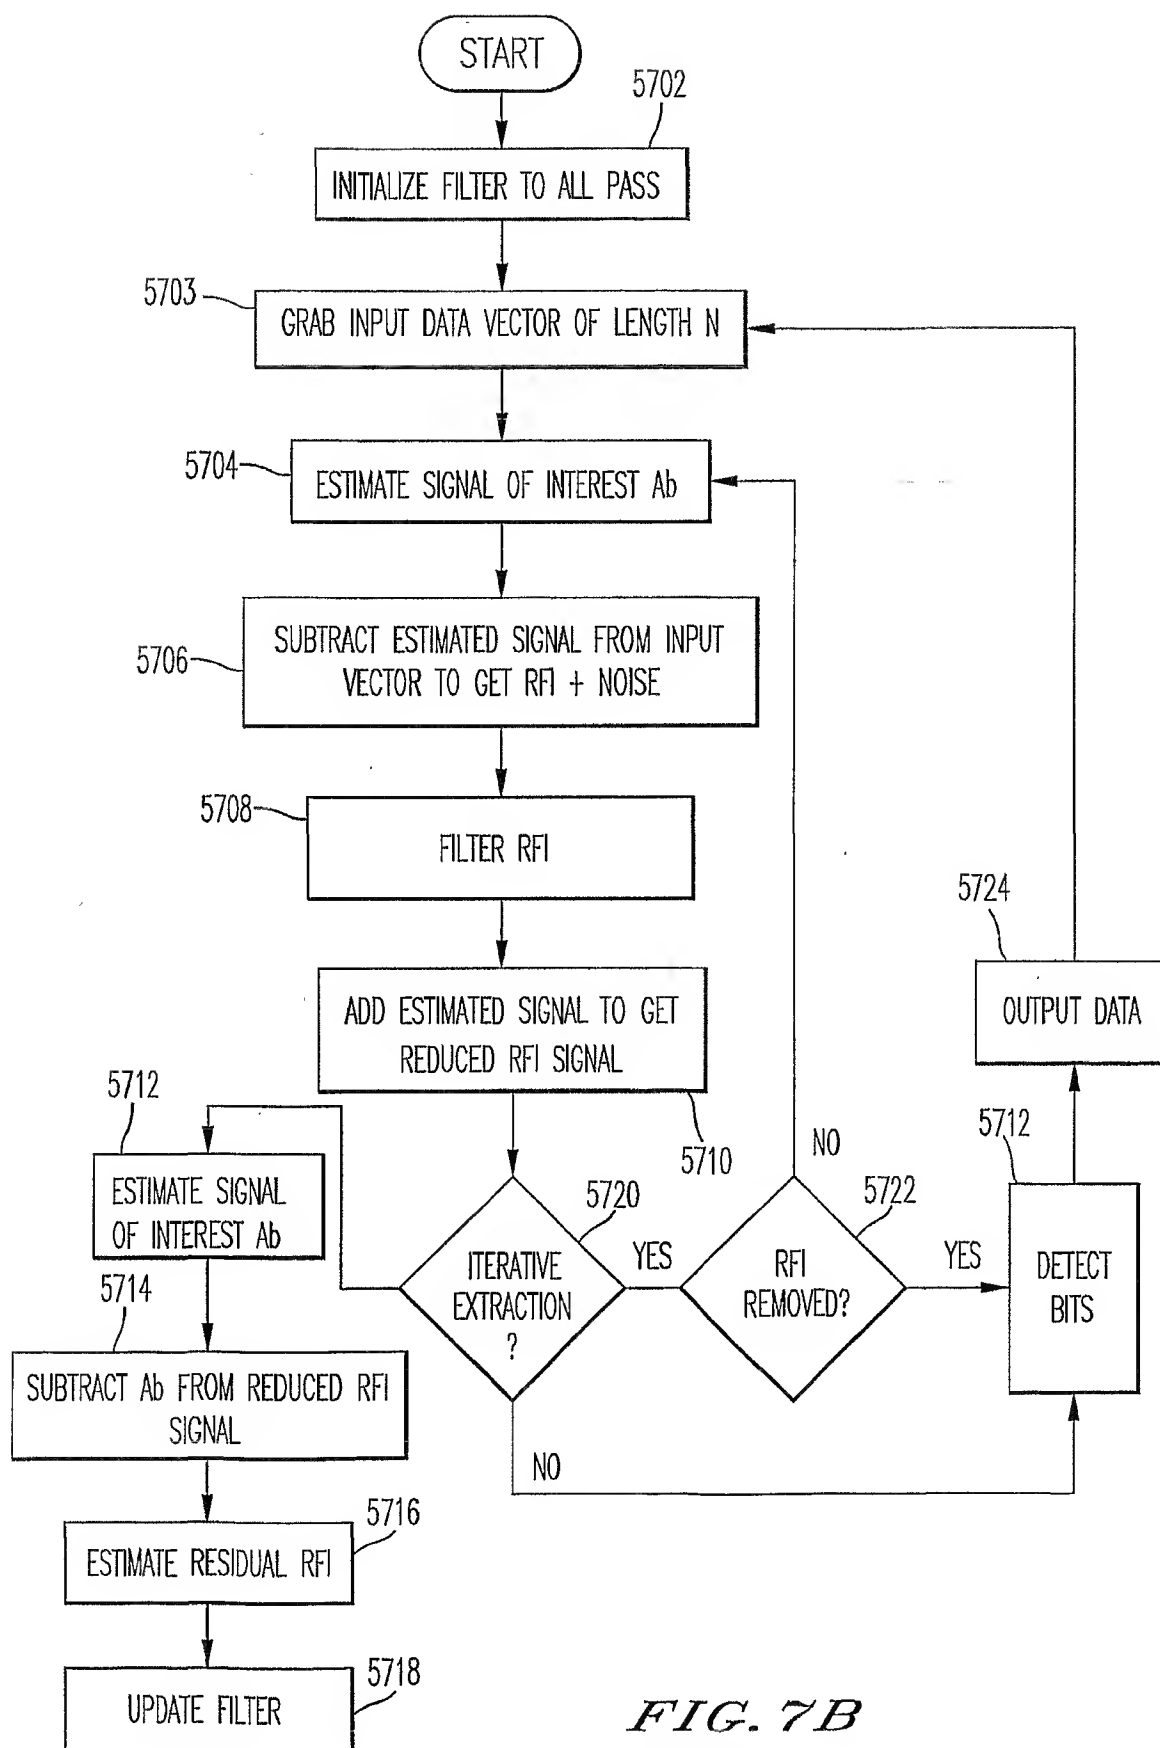 START
5702
INITIALIZE FILTER TO ALL PASS
5703
GRAB INPUT DATA VECTOR OF LENGTH N
5704
ESTIMATE SIGNAL OF INTEREST Ab
5706
SUBTRACT ESTIMATED SIGNAL FROM INPUT
VECTOR TO GET RFI + NOISE
5708
FILTER RFI
5724
OUTPUT DATA
ADD ESTIMATED SIGNAL TO GET
REDUCED RFI SIGNAL
5710
5712
ESTIMATE SIGNAL
OF INTEREST Ab
5720
ITERATIVE
EXTRACTION
?
YES
NO
5722
RFI
REMOVED?
YES
5712
DETECT
BITS
NO
5714
SUBTRACT Ab FROM REDUCED RFI
SIGNAL
5716
ESTIMATE RESIDUAL RFI
5718
UPDATE FILTER
FIG. 7B